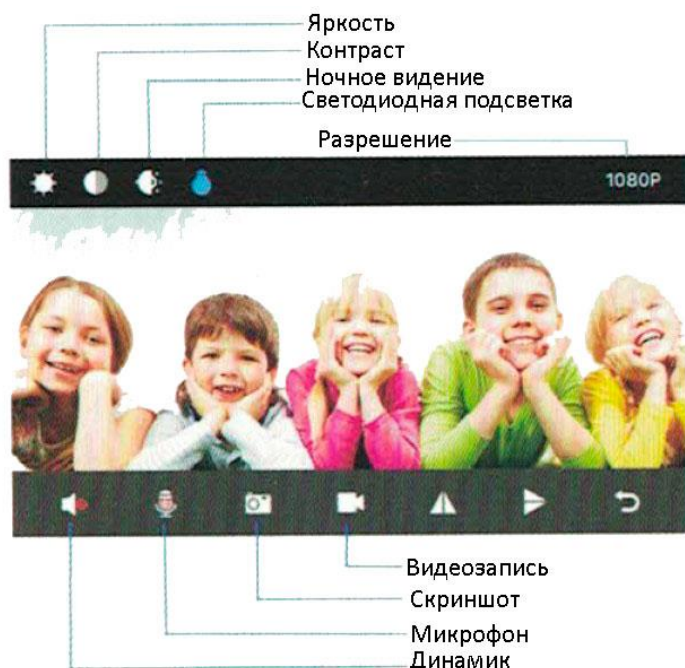 Яркость
Контраст
Ночное видение
Светодиодная подсветка
Разрешение
1080P
Видеозапись
Скриншот
Микрофон
Динамик